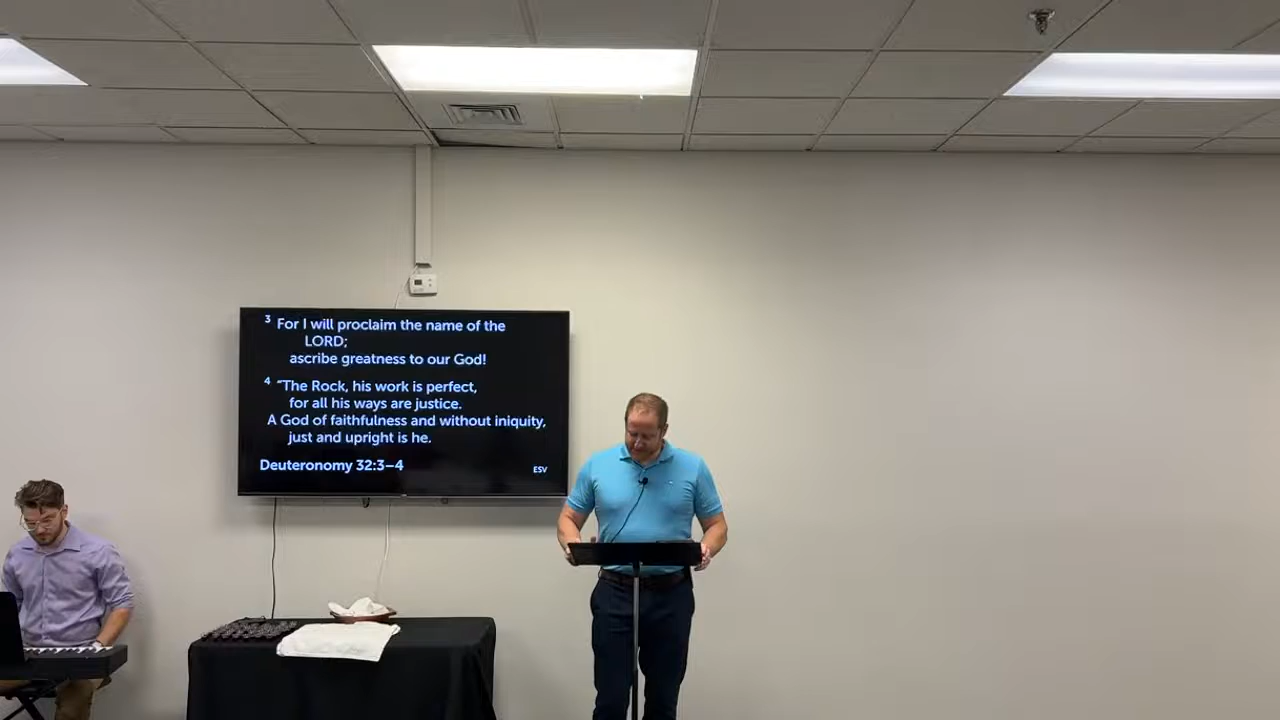 3 For I will proclaim the name of the
LORD;
ascribe greatness to our God!
4 “The Rock, his work is perfect,
for all his ways are justice.
A God of faithfulness and without iniquity,
just and upright is he.
Deuteronomy 32:3–4
ESV